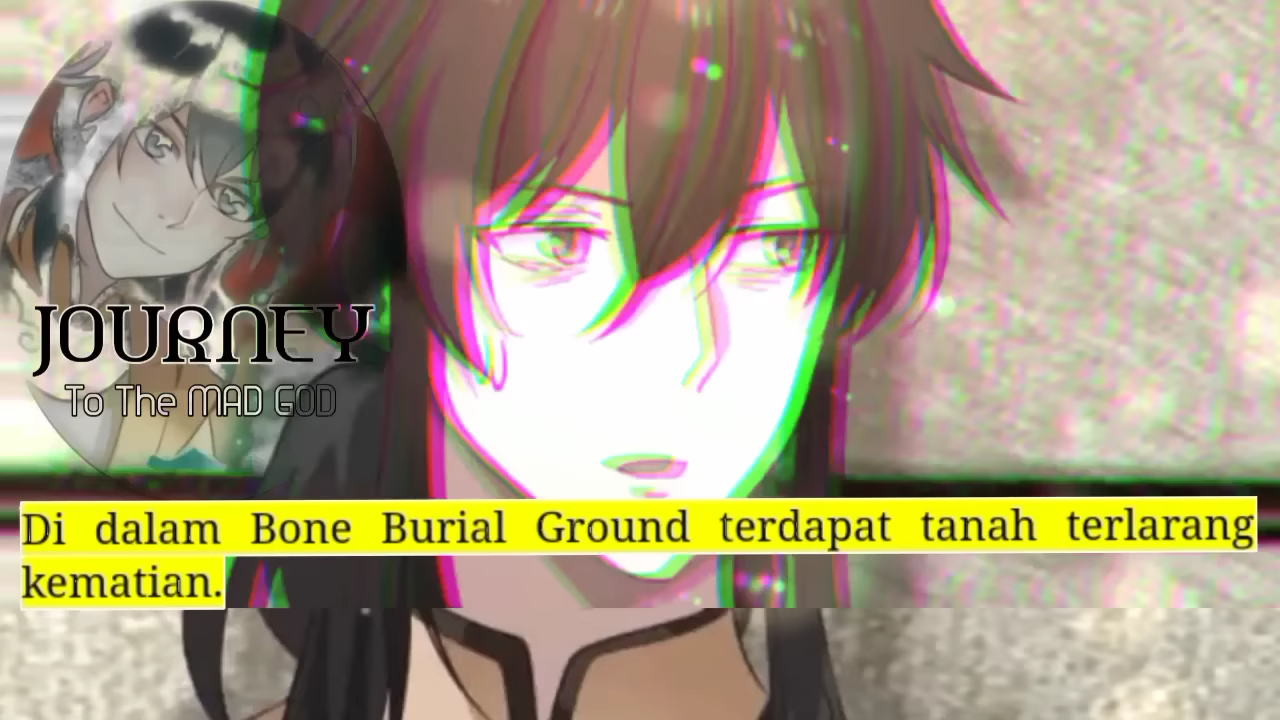 JOURNEY
To The MAD GOD
Di dalam Bone Burial Ground terdapat tanah terlarang
kematian.